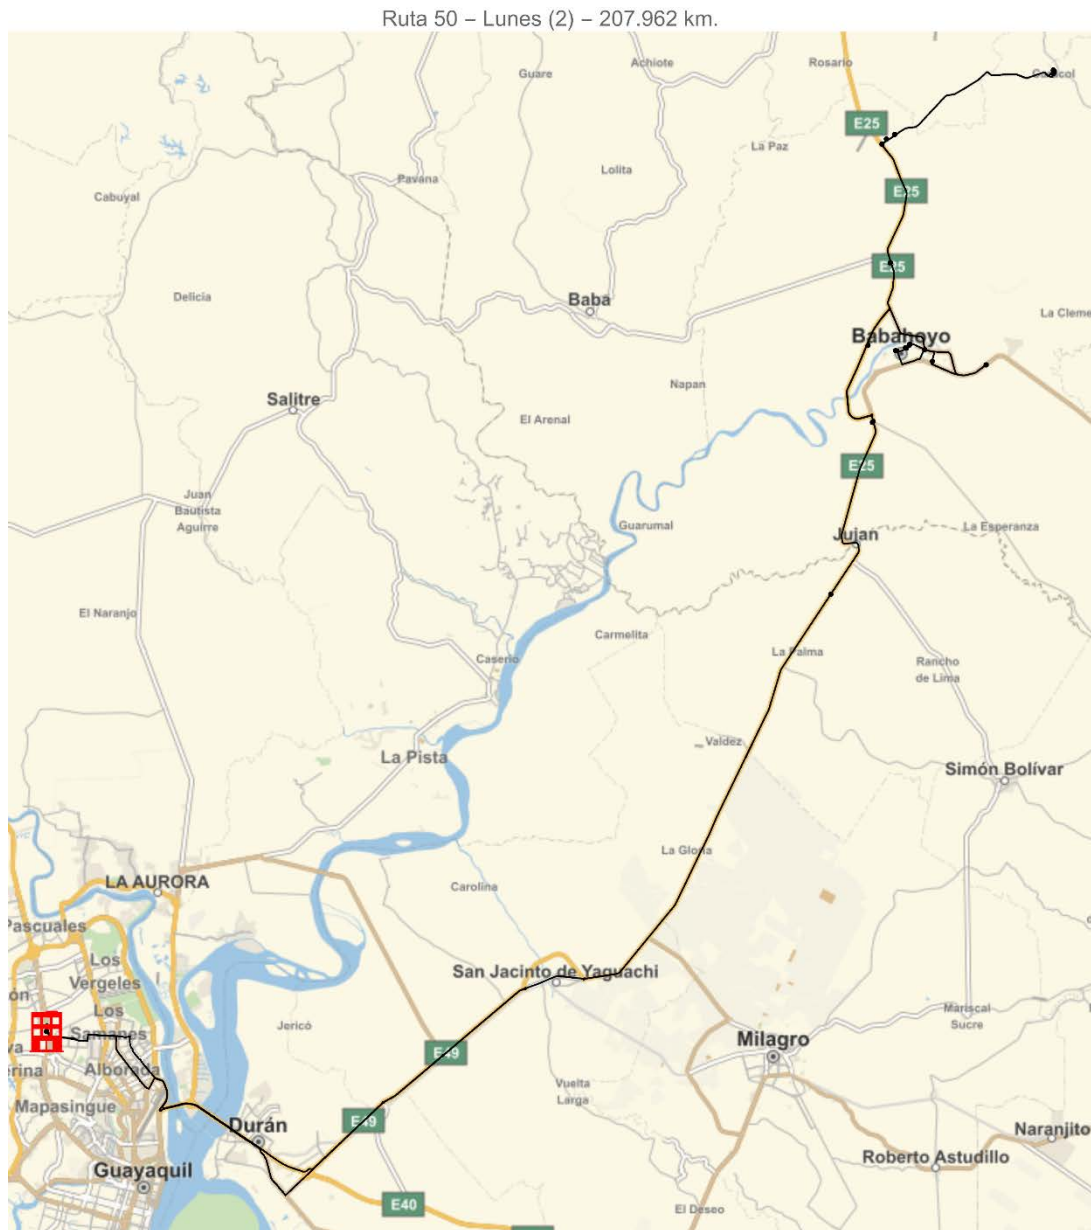 Ruta 50 – Lunes (2) – 207.962 km.
Guare
Achiote
Rosario
Caracol
E25
La Paz
Lolita
Pavana
Cabuyal
E25
E25
Delicia
Baba
La Cleme
Babahoyo
Napan
Salitre
El Arenal
E25
Juan
Bautista
Aguirre
Guarumal
La Esperanza
Jujan
El Naranjo
Carmelita
La Palma
Caserio
Rancho
de Lima
Valdez
La Pista
Simón Bolívar
La Gloria
LA AURORA
Carolina
Pascuales
Los
Vergeles
San Jacinto de Yaguachi
ón
Los
Samanes
Jericó
Mariscal
Sucre
va
erina
Alborada
E49
Milagro
Vuelta
Larga
Mapasingue
E49
Durán
Naranjito
Roberto Astudillo
Guayaquil
E40
El Deseo